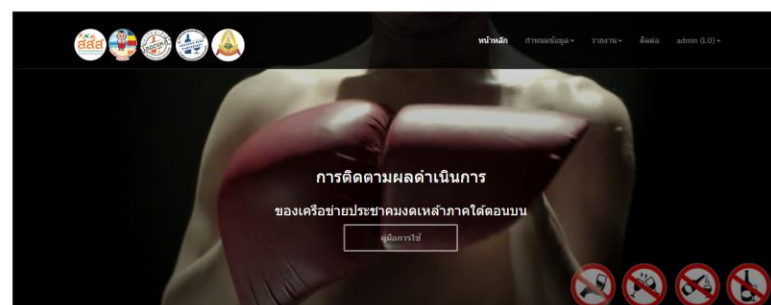 สสส
หน้าหลัก กำหนดข้อมูล รายงาน ติดต่อ admin (L0)
การติดตามผลดำเนินการ
ของเครือข่ายประชาคมงดเหล้าภาคใต้ตอนบน
คู่มือการใช้